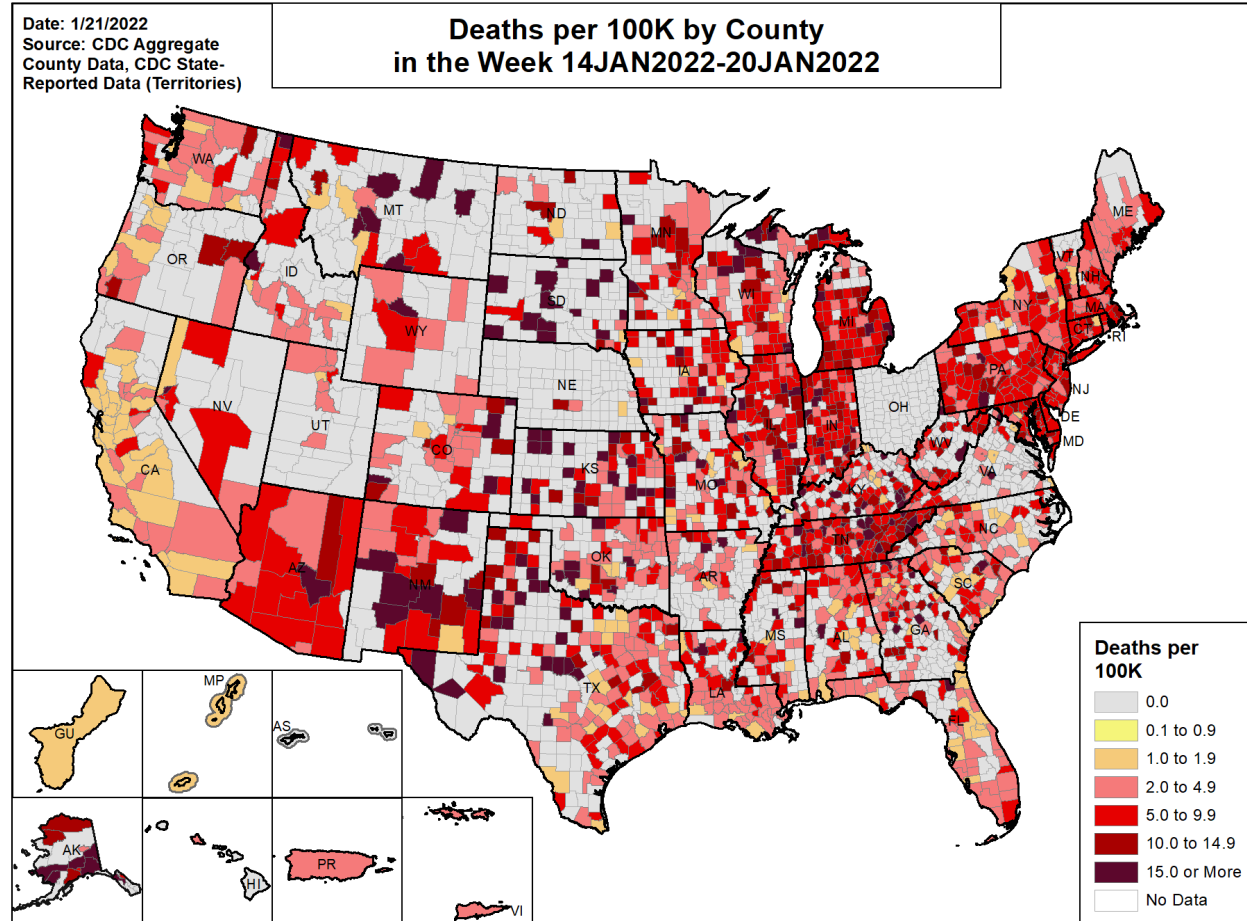 Date: 1/21/2022
Source: CDC Aggregate
County Data, CDC State-
Reported Data (Territories)
Deaths per 100K by County
in the Week 14JAN2022-20JAN2022
WA
MT
ND
MN
ME
OR
ID
SD
WI
VT
NH
NY
MA
WY
MI
CT
RI
IA
PA
NE
NJ
NV
OH
IL
IN
UT
DE
CO
MD
WV
CA
KS
VA
MO
KY
NC
TN
OK
AZ
NM
AR
SC
MS
AL
GA
TX
LA
FL
MP
GU
AS
AK
HI
PR
VI
Deaths per
100K
0.0
0.1 to 0.9
1.0 to 1.9
2.0 to 4.9
5.0 to 9.9
10.0 to 14.9
15.0 or More
No Data